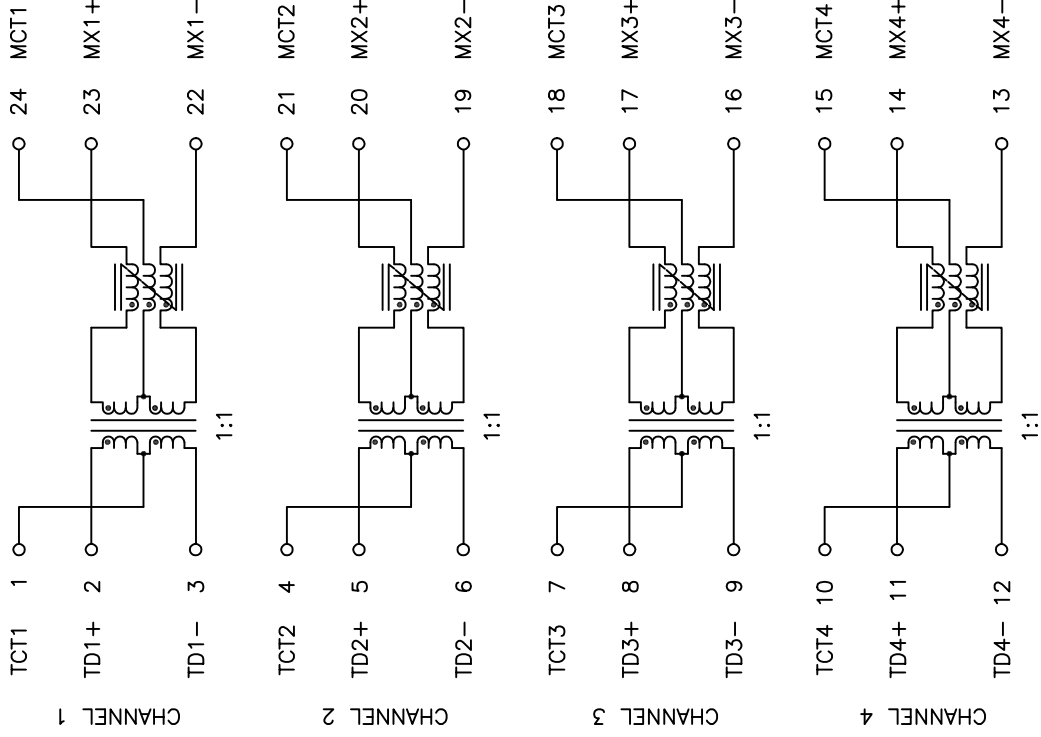 CHANNEL 1
TCT1 1
TD1+ 2
TD1- 3
1:1
24 MCT1
23 MX1+
22 MX1-
CHANNEL 2
TCT2 4
TD2+ 5
TD2- 6
1:1
21 MCT2
20 MX2+
19 MX2-
CHANNEL 3
TCT3 7
TD3+ 8
TD3- 9
1:1
18 MCT3
17 MX3+
16 MX3-
CHANNEL 4
TCT4 10
TD4+ 11
TD4- 12
1:1
15 MCT4
14 MX4+
13 MX4-